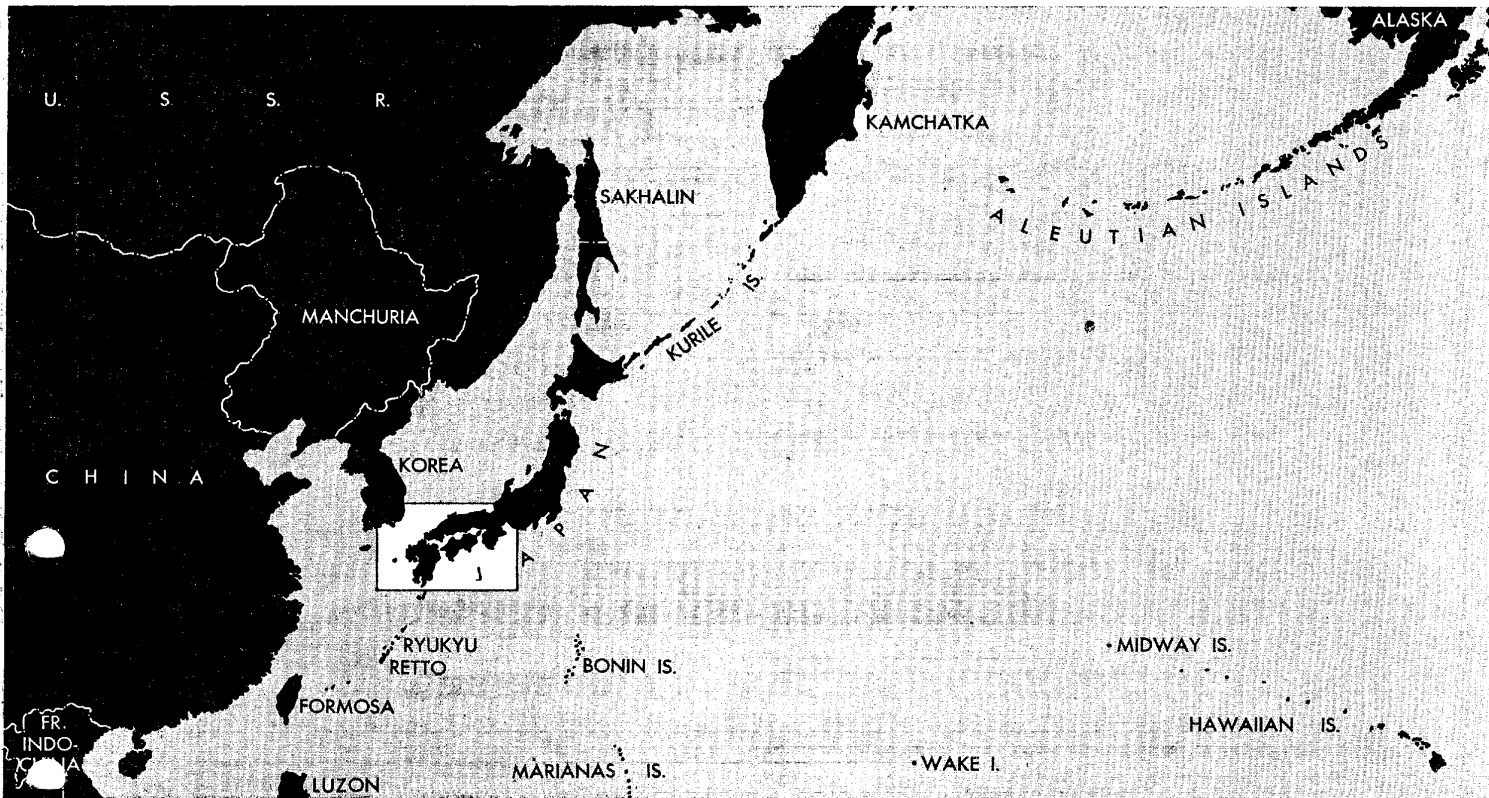 ALASKA
U. S. S. R.
KAMCHATKA
SAKHALIN
ALEUTIAN ISLANDS
MANCHURIA
KURILE IS.
CHINA
KOREA
JAPAN
RYUKYU
RETTO
BONIN IS.
MIDWAY IS.
FORMOSA
FR.
INDO-
CHINA
HAWAIIAN IS.
MARIANAS IS.
WAKE I.
LUZON